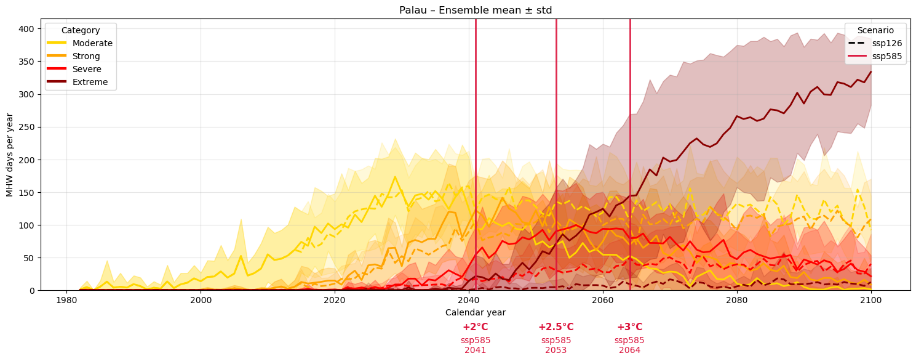 Palau – Ensemble mean ± std
Category
Moderate
Strong
Severe
Extreme
Scenario
ssp126
ssp585
MHW days per year
400
350
300
250
200
150
100
50
0
1980
2000
2020
2040
2060
2080
2100
Calendar year
+2°C
ssp585
2041
+2.5°C
ssp585
2053
+3°C
ssp585
2064